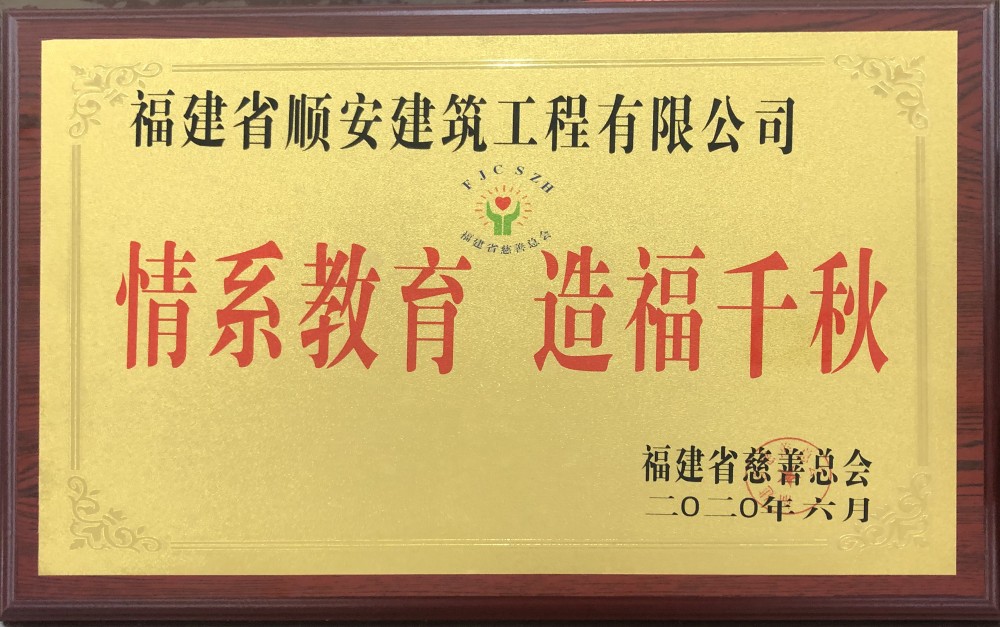 福建省顺安建筑工程有限公司
FJCSZH
福建省慈善总会
情系教育 造福千秋
福建省慈善总会
二〇二〇年六月